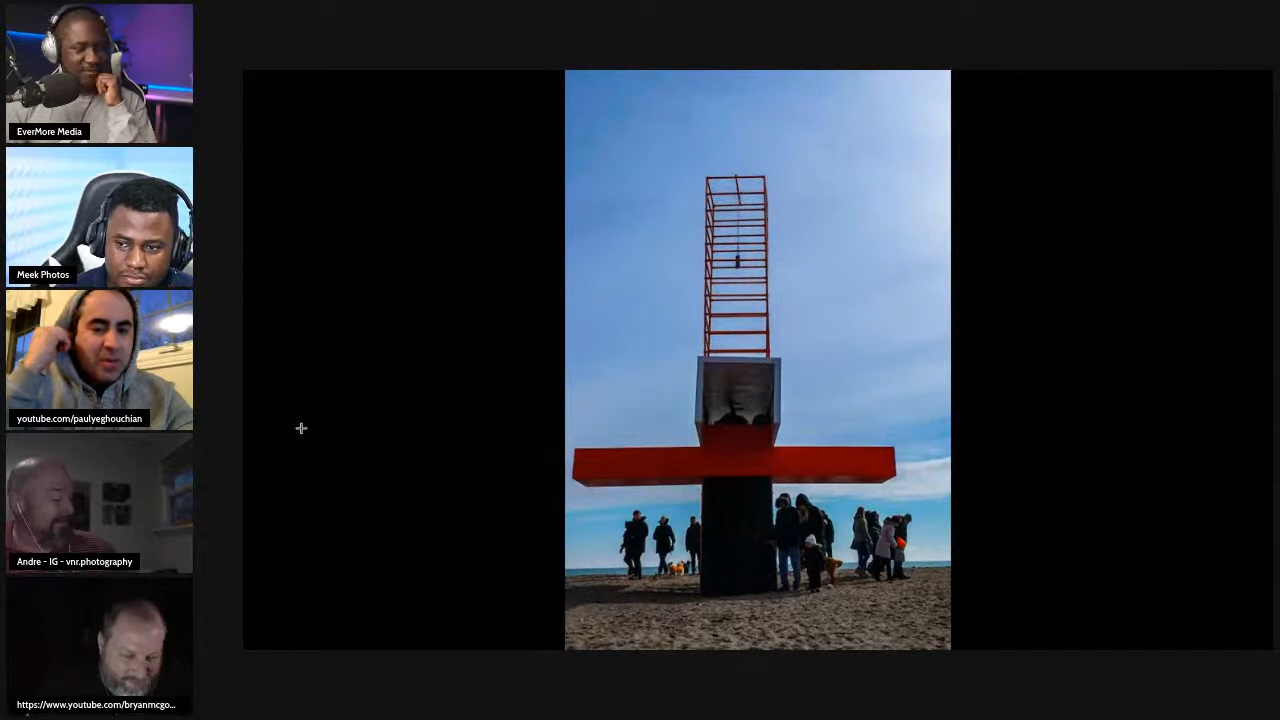 EverMore Media
Meek Photos
youtube.com/paulyeghouchian
Andre - IG - vnr.photography
https://www.youtube.com/bryanmcgo...